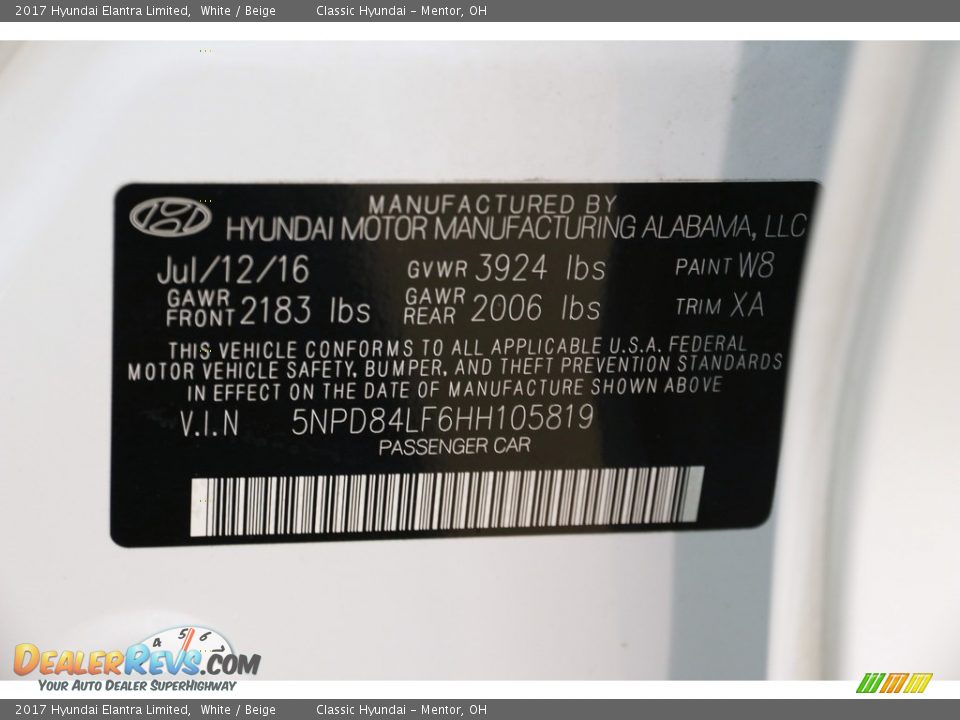 2017 Hyundai Elantra Limited, White / Beige Classic Hyundai - Mentor, OH
MANUFACTURED BY
HYUNDAI MOTOR MANUFACTURING ALABAMA, LLC
Jul/12/16 GVWR 3924 lbs PAINT W8
GAWR FRONT 2183 lbs GAWR REAR 2006 lbs TRIM XA
THIS VEHICLE CONFORMS TO ALL APPLICABLE U.S.A. FEDERAL
MOTOR VEHICLE SAFETY, BUMPER, AND THEFT PREVENTION STANDARDS
IN EFFECT ON THE DATE OF MANUFACTURE SHOWN ABOVE
V.I.N 5NPD84LF6HH105819
PASSENGER CAR
4 5 6 7
DealerRevs.com
Your Auto Dealer SuperHighway
2017 Hyundai Elantra Limited, White / Beige Classic Hyundai - Mentor, OH